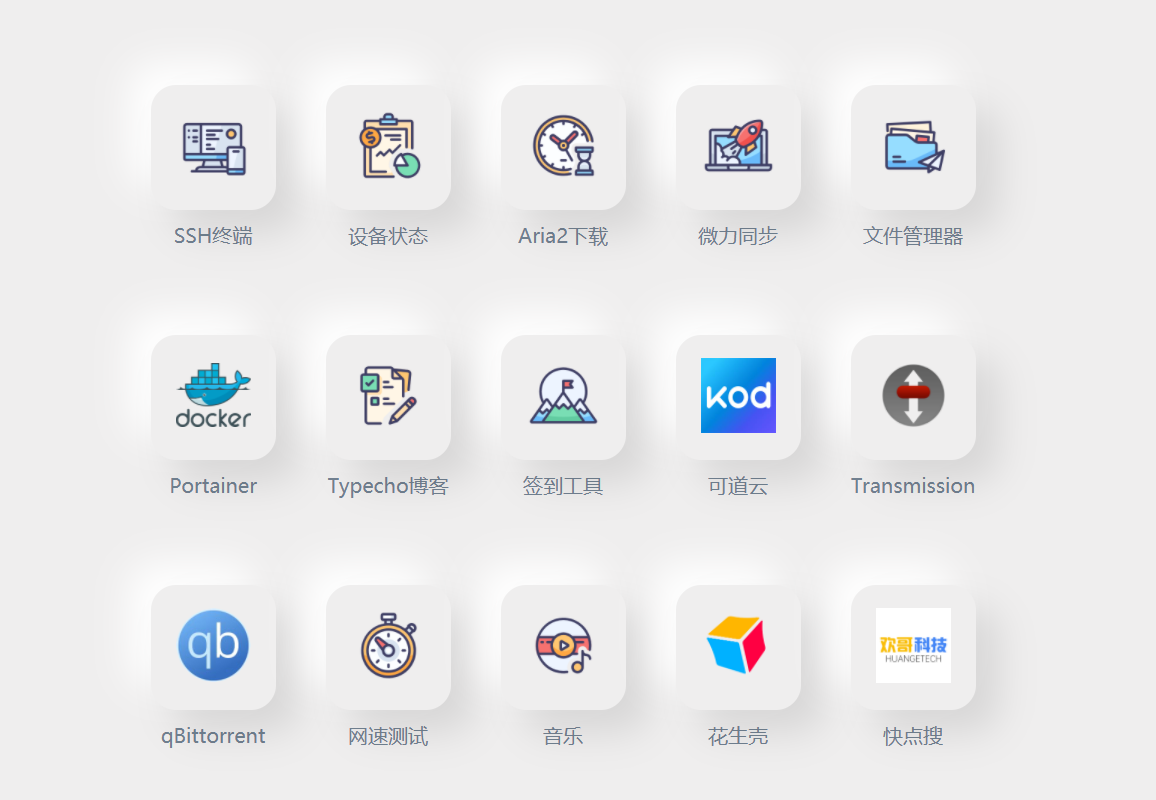 SSH终端
设备状态
Aria2下载
微力同步
文件管理器
docker
kod
Portainer
Typecho博客
签到工具
可道云
Transmission
qb
欢哥科技
HUANGETECH
qBittorrent
网速测试
音乐
花生壳
快点搜